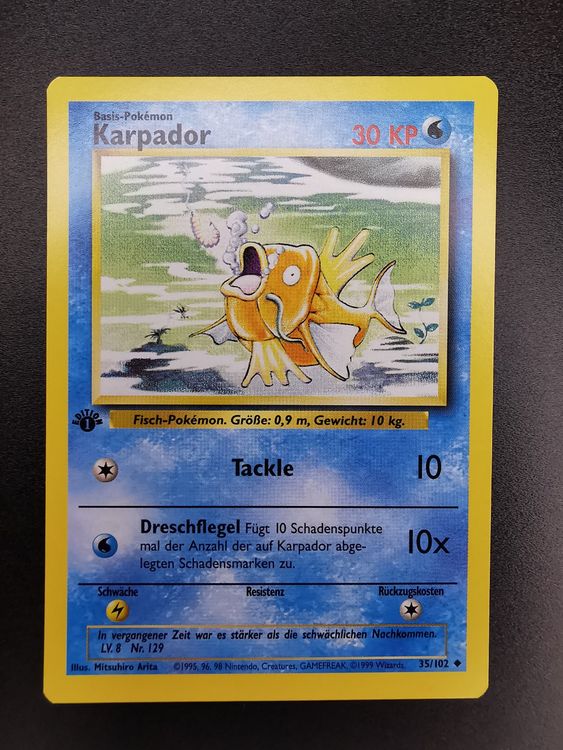 Basis-Pokémon
Karpador 30 KP
EDITION 1
Fisch-Pokémon. Größe: 0,9 m, Gewicht: 10 kg.
Tackle 10
Dreschflegel Fügt 10 Schadenspunkte
mal der Anzahl der auf Karpador abge-
legten Schadensmarken zu.
10x
Schwäche Resistenz Rückzugskosten
In vergangener Zeit war es stärker als die schwächlichen Nachkommen.
LV. 8 Nr. 129
Illus. Mitsuhiro Arita ©1995, 96, 98 Nintendo, Creatures, GAMEFREAK. ©1999 Wizards. 35/102